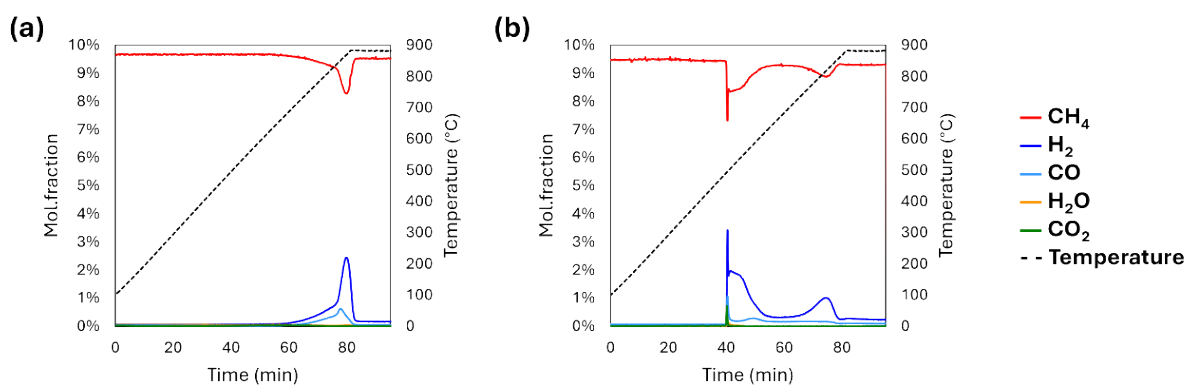 (a)
10%
9%
8%
7%
6%
5%
4%
3%
2%
1%
0%
Mol.fraction
900
800
700
600
500
400
300
200
100
0
Temperature (°C)
0 20 40 60 80
Time (min)
(b)
10%
9%
8%
7%
6%
5%
4%
3%
2%
1%
0%
Mol.fraction
900
800
700
600
500
400
300
200
100
0
Temperature (°C)
0 20 40 60 80
Time (min)
CH₄
H₂
CO
H₂O
CO₂
Temperature